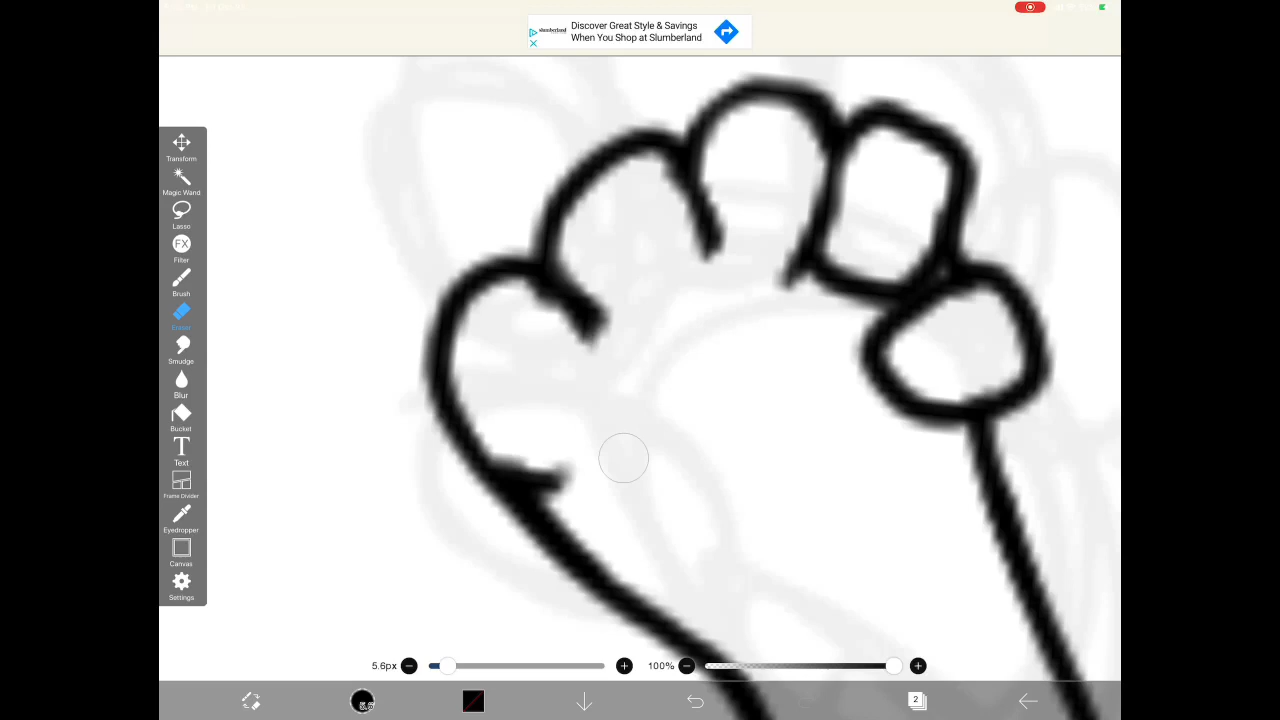 slumberland
Discover Great Style & Savings
When You Shop at Slumberland
Transform
Magic Wand
Lasso
FX
Filter
Brush
Eraser
Smudge
Blur
Bucket
T
Text
Frame Divider
Eyedropper
Canvas
Settings
5.6px
100%
2